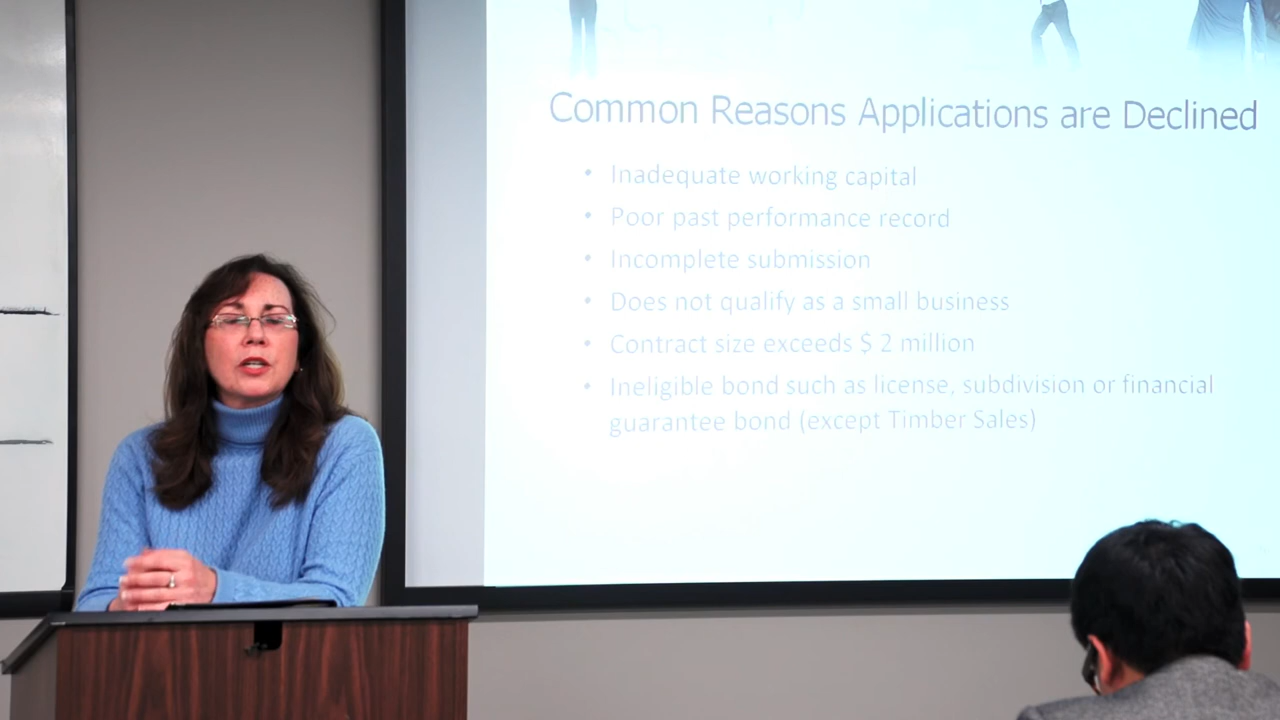 Common Reasons Applications are Declined
• Inadequate working capital
• Poor past performance record
• Incomplete submission
• Does not qualify as a small business
• Contract size exceeds $ 2 million
• Ineligible bond such as license, subdivision or financial
guarantee bond (except Timber Sales)